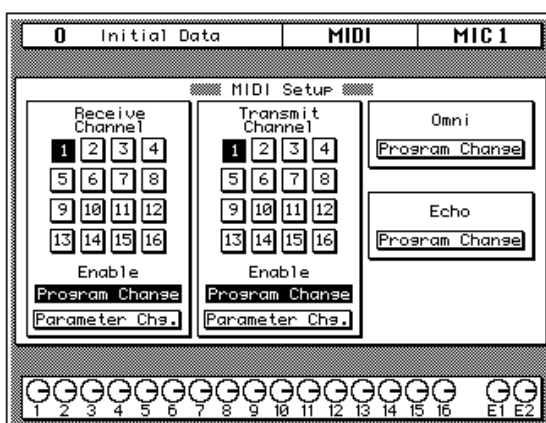 0 Initial Data MIDI MIC 1
MIDI Setup
Receive Channel
1 2 3 4
5 6 7 8
9 10 11 12
13 14 15 16
Enable
Program Change
Parameter Chg.
Transmit Channel
1 2 3 4
5 6 7 8
9 10 11 12
13 14 15 16
Enable
Program Change
Parameter Chg.
Omni
Program Change
Echo
Program Change
1 2 3 4 5 6 7 8 9 10 11 12 13 14 15 16 E1 E2